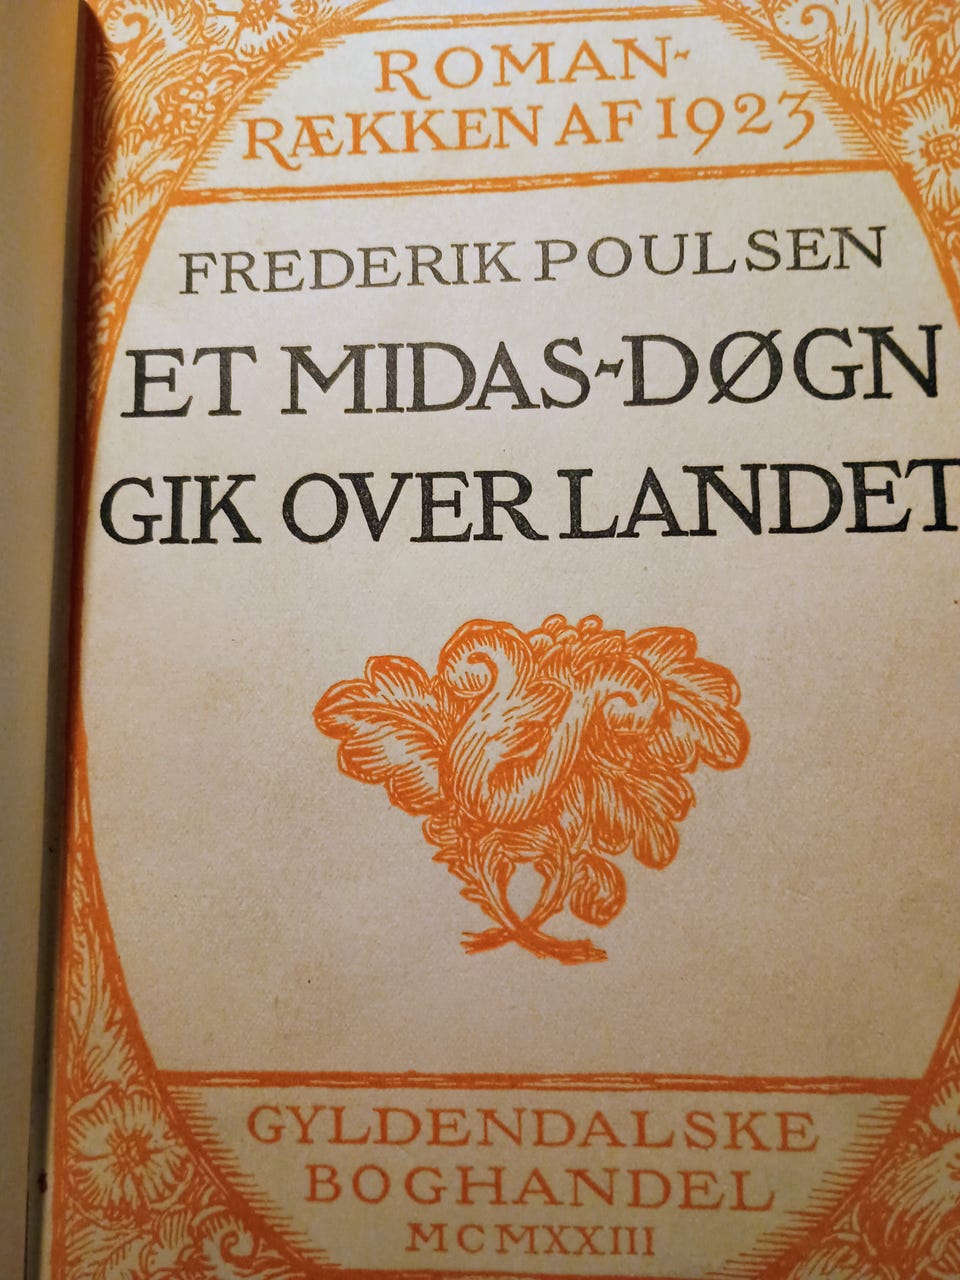 ROMAN-
RÆKKEN AF 1923
FREDERIK POULSEN
ET MIDAS-DØGN
GIK OVER LANDET
GYLDENDALSKE
BOGHANDEL
MCMXXIII